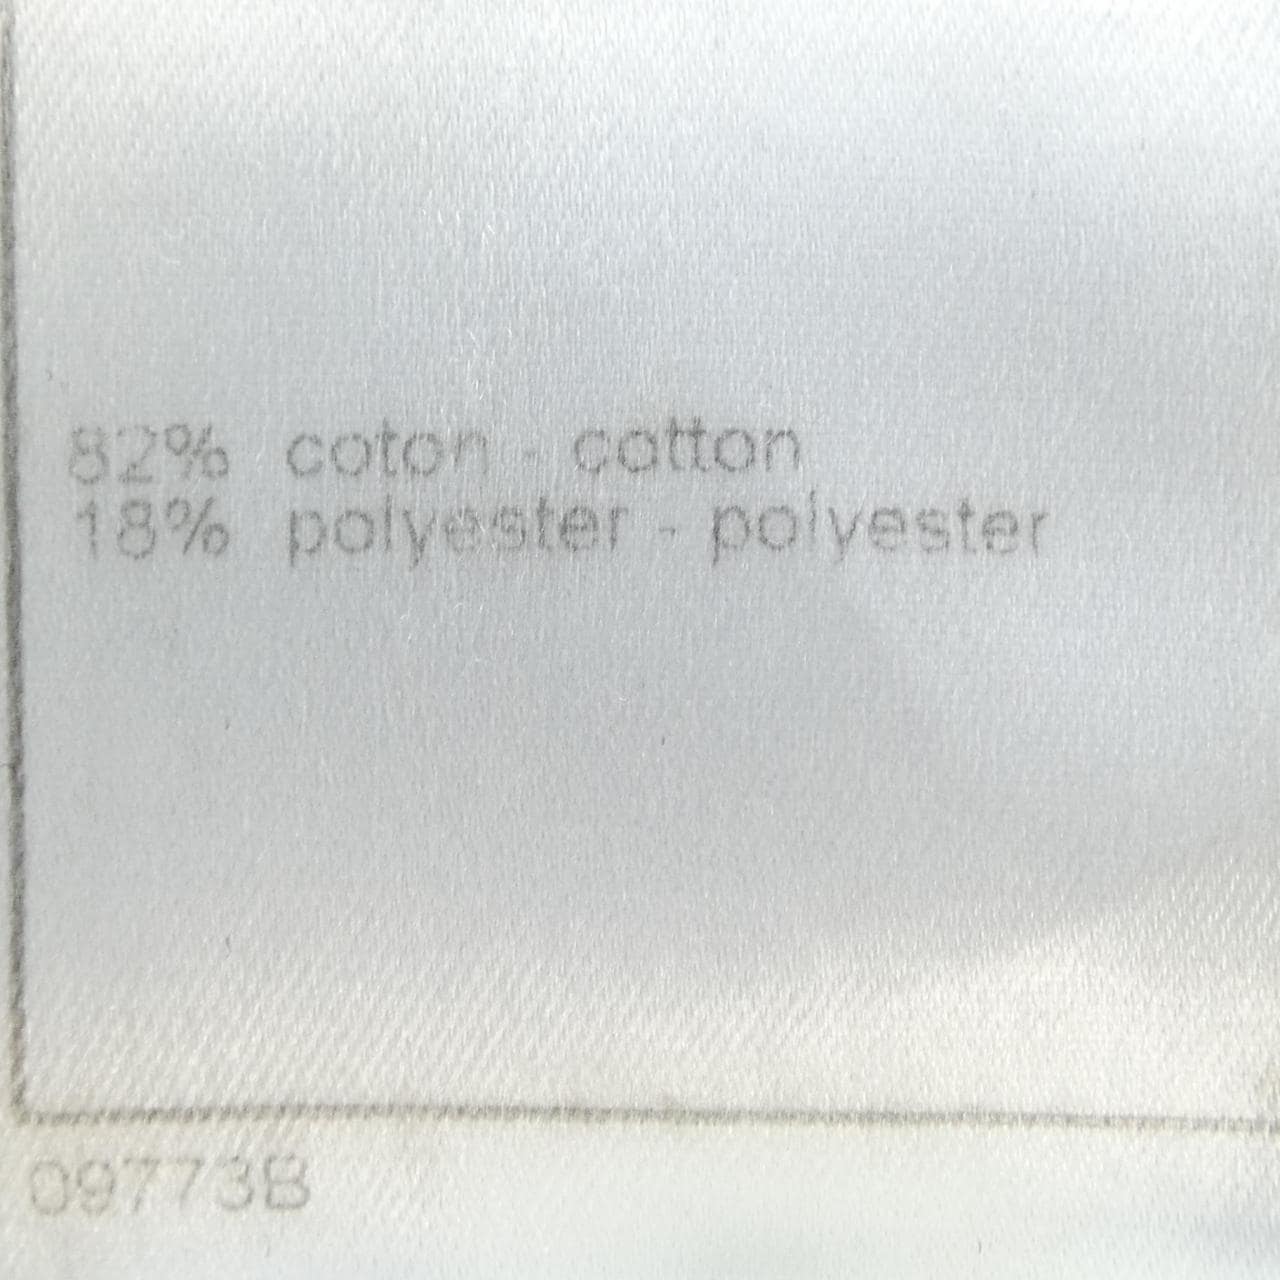 82% coton - cotton
18% polyester - polyester
09773B